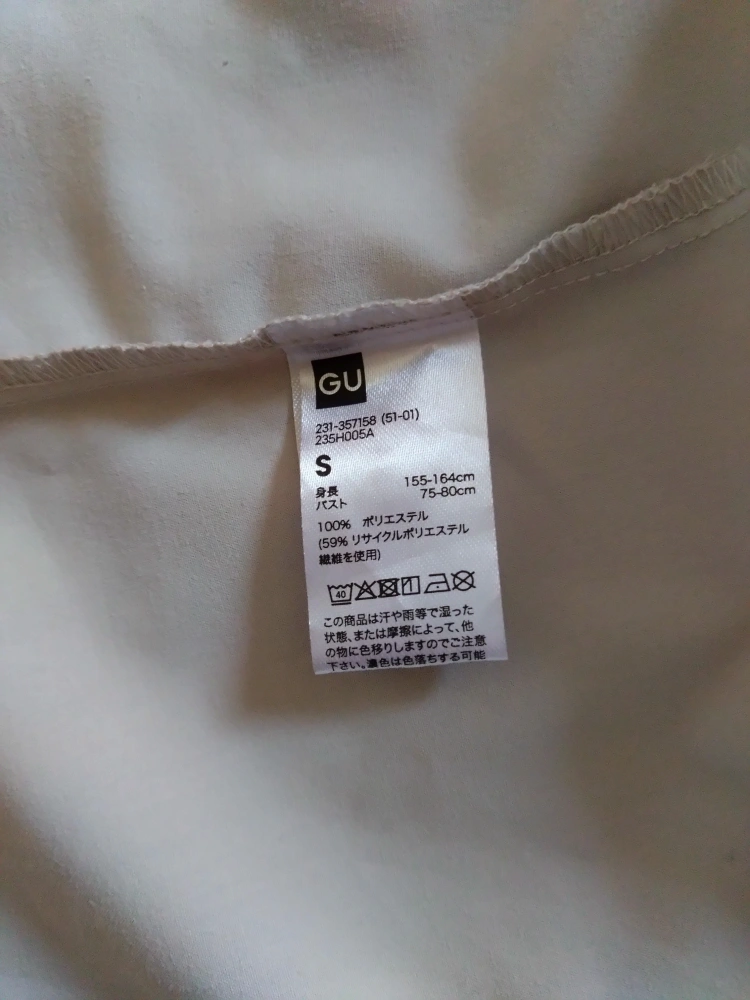 GU
231-357158 (51-01)
235H005A
S
身長 155-164cm
バスト 75-80cm
100% ポリエステル
(59% リサイクルポリエステル
繊維を使用)
40
この商品は汗や雨等で湿った
状態、または摩擦によって、他
の物に色移りしますのでご注意
下さい。濃色は色落ちする可能